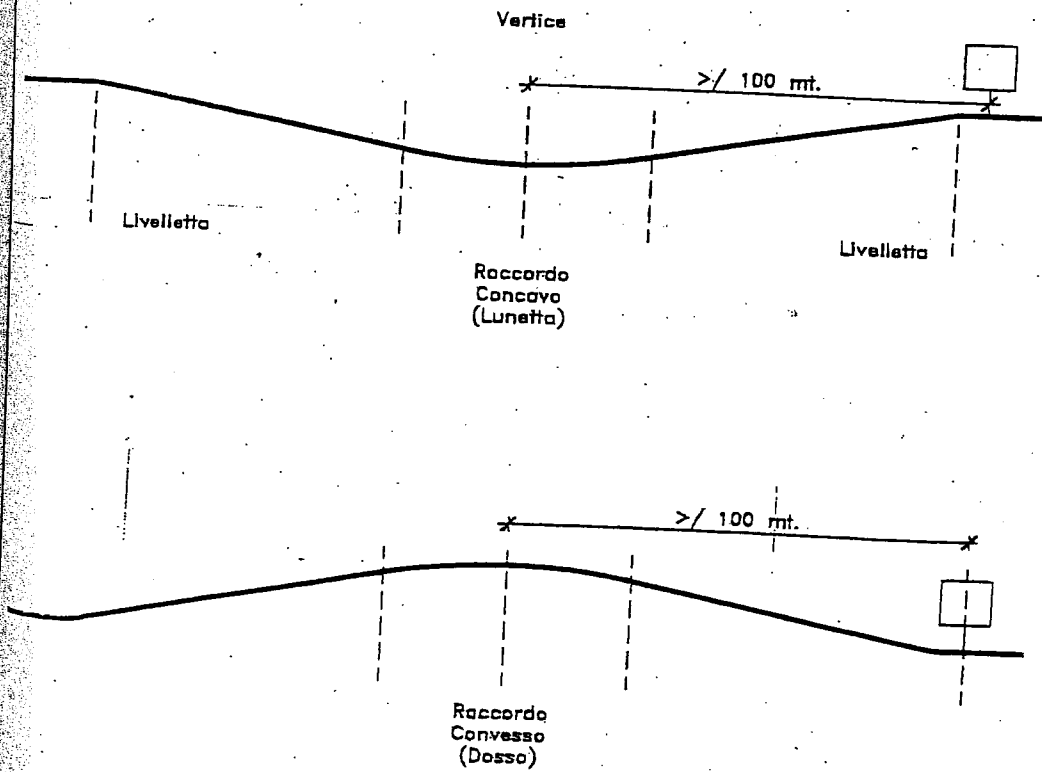 Vertice
>/ 100 mt.
Livelletta
Livelletta
Raccordo
Concavo
(Lunetta)
>/ 100 mt.
Raccordo
Convesso
(Dosso)